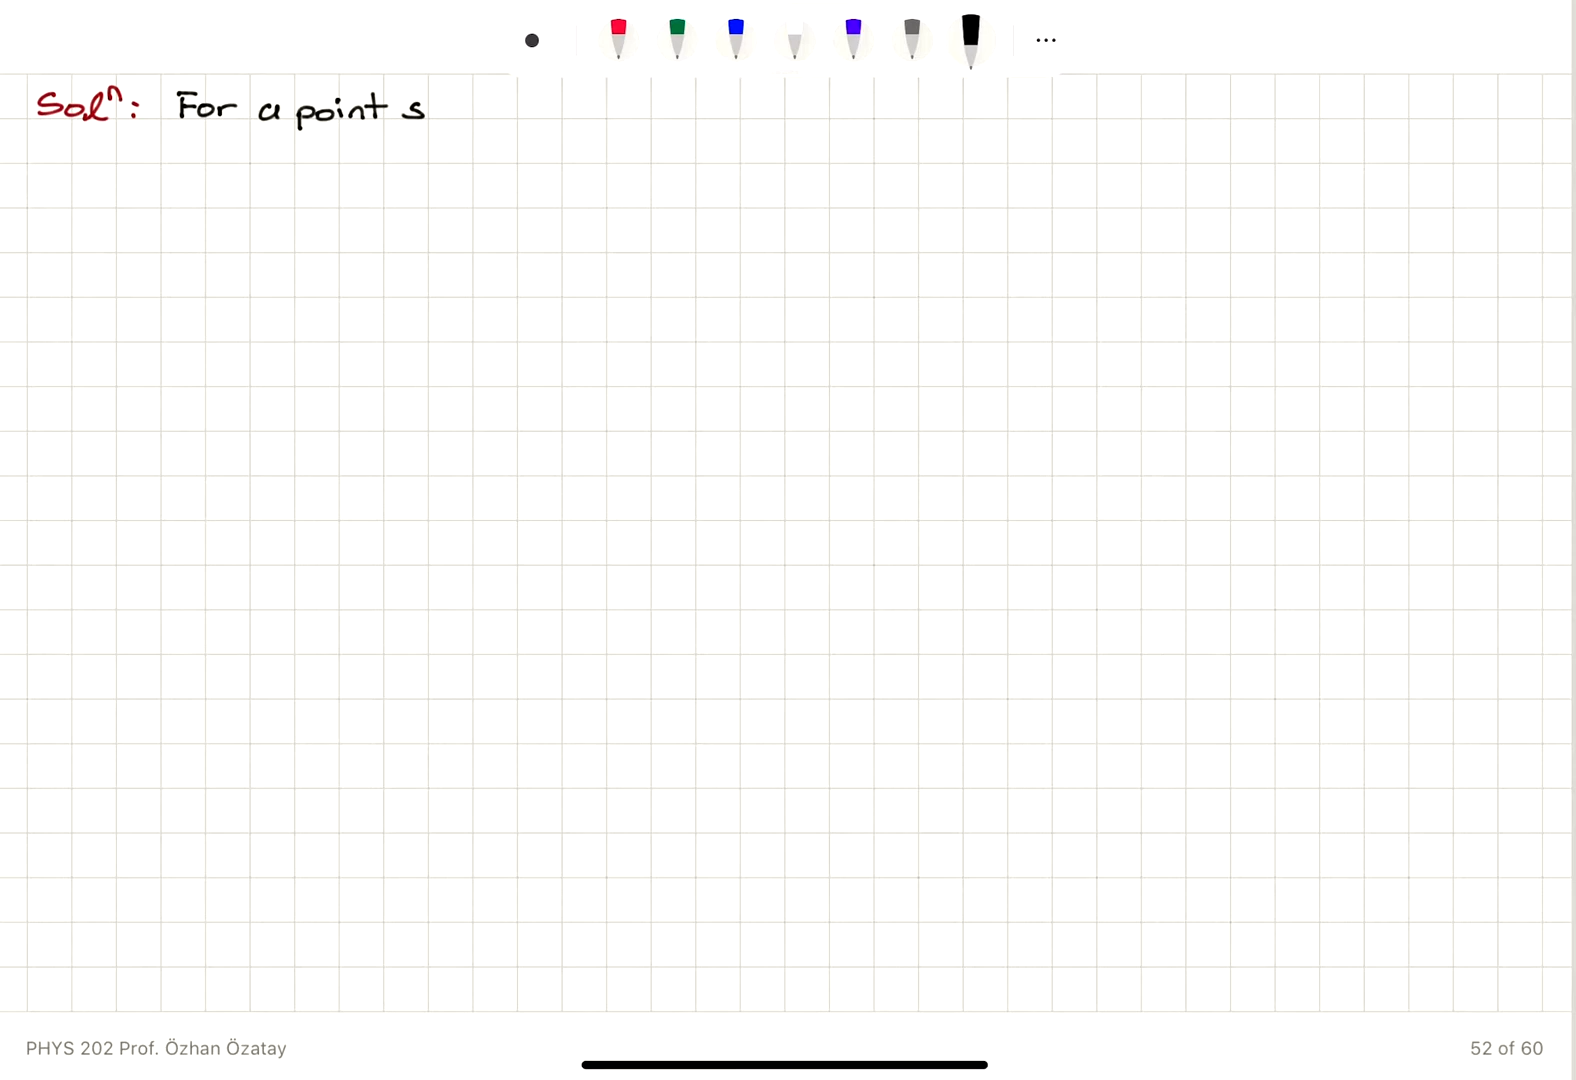 Solⁿ: For a point s
PHYS 202 Prof. Özhan Özatay
52 of 60